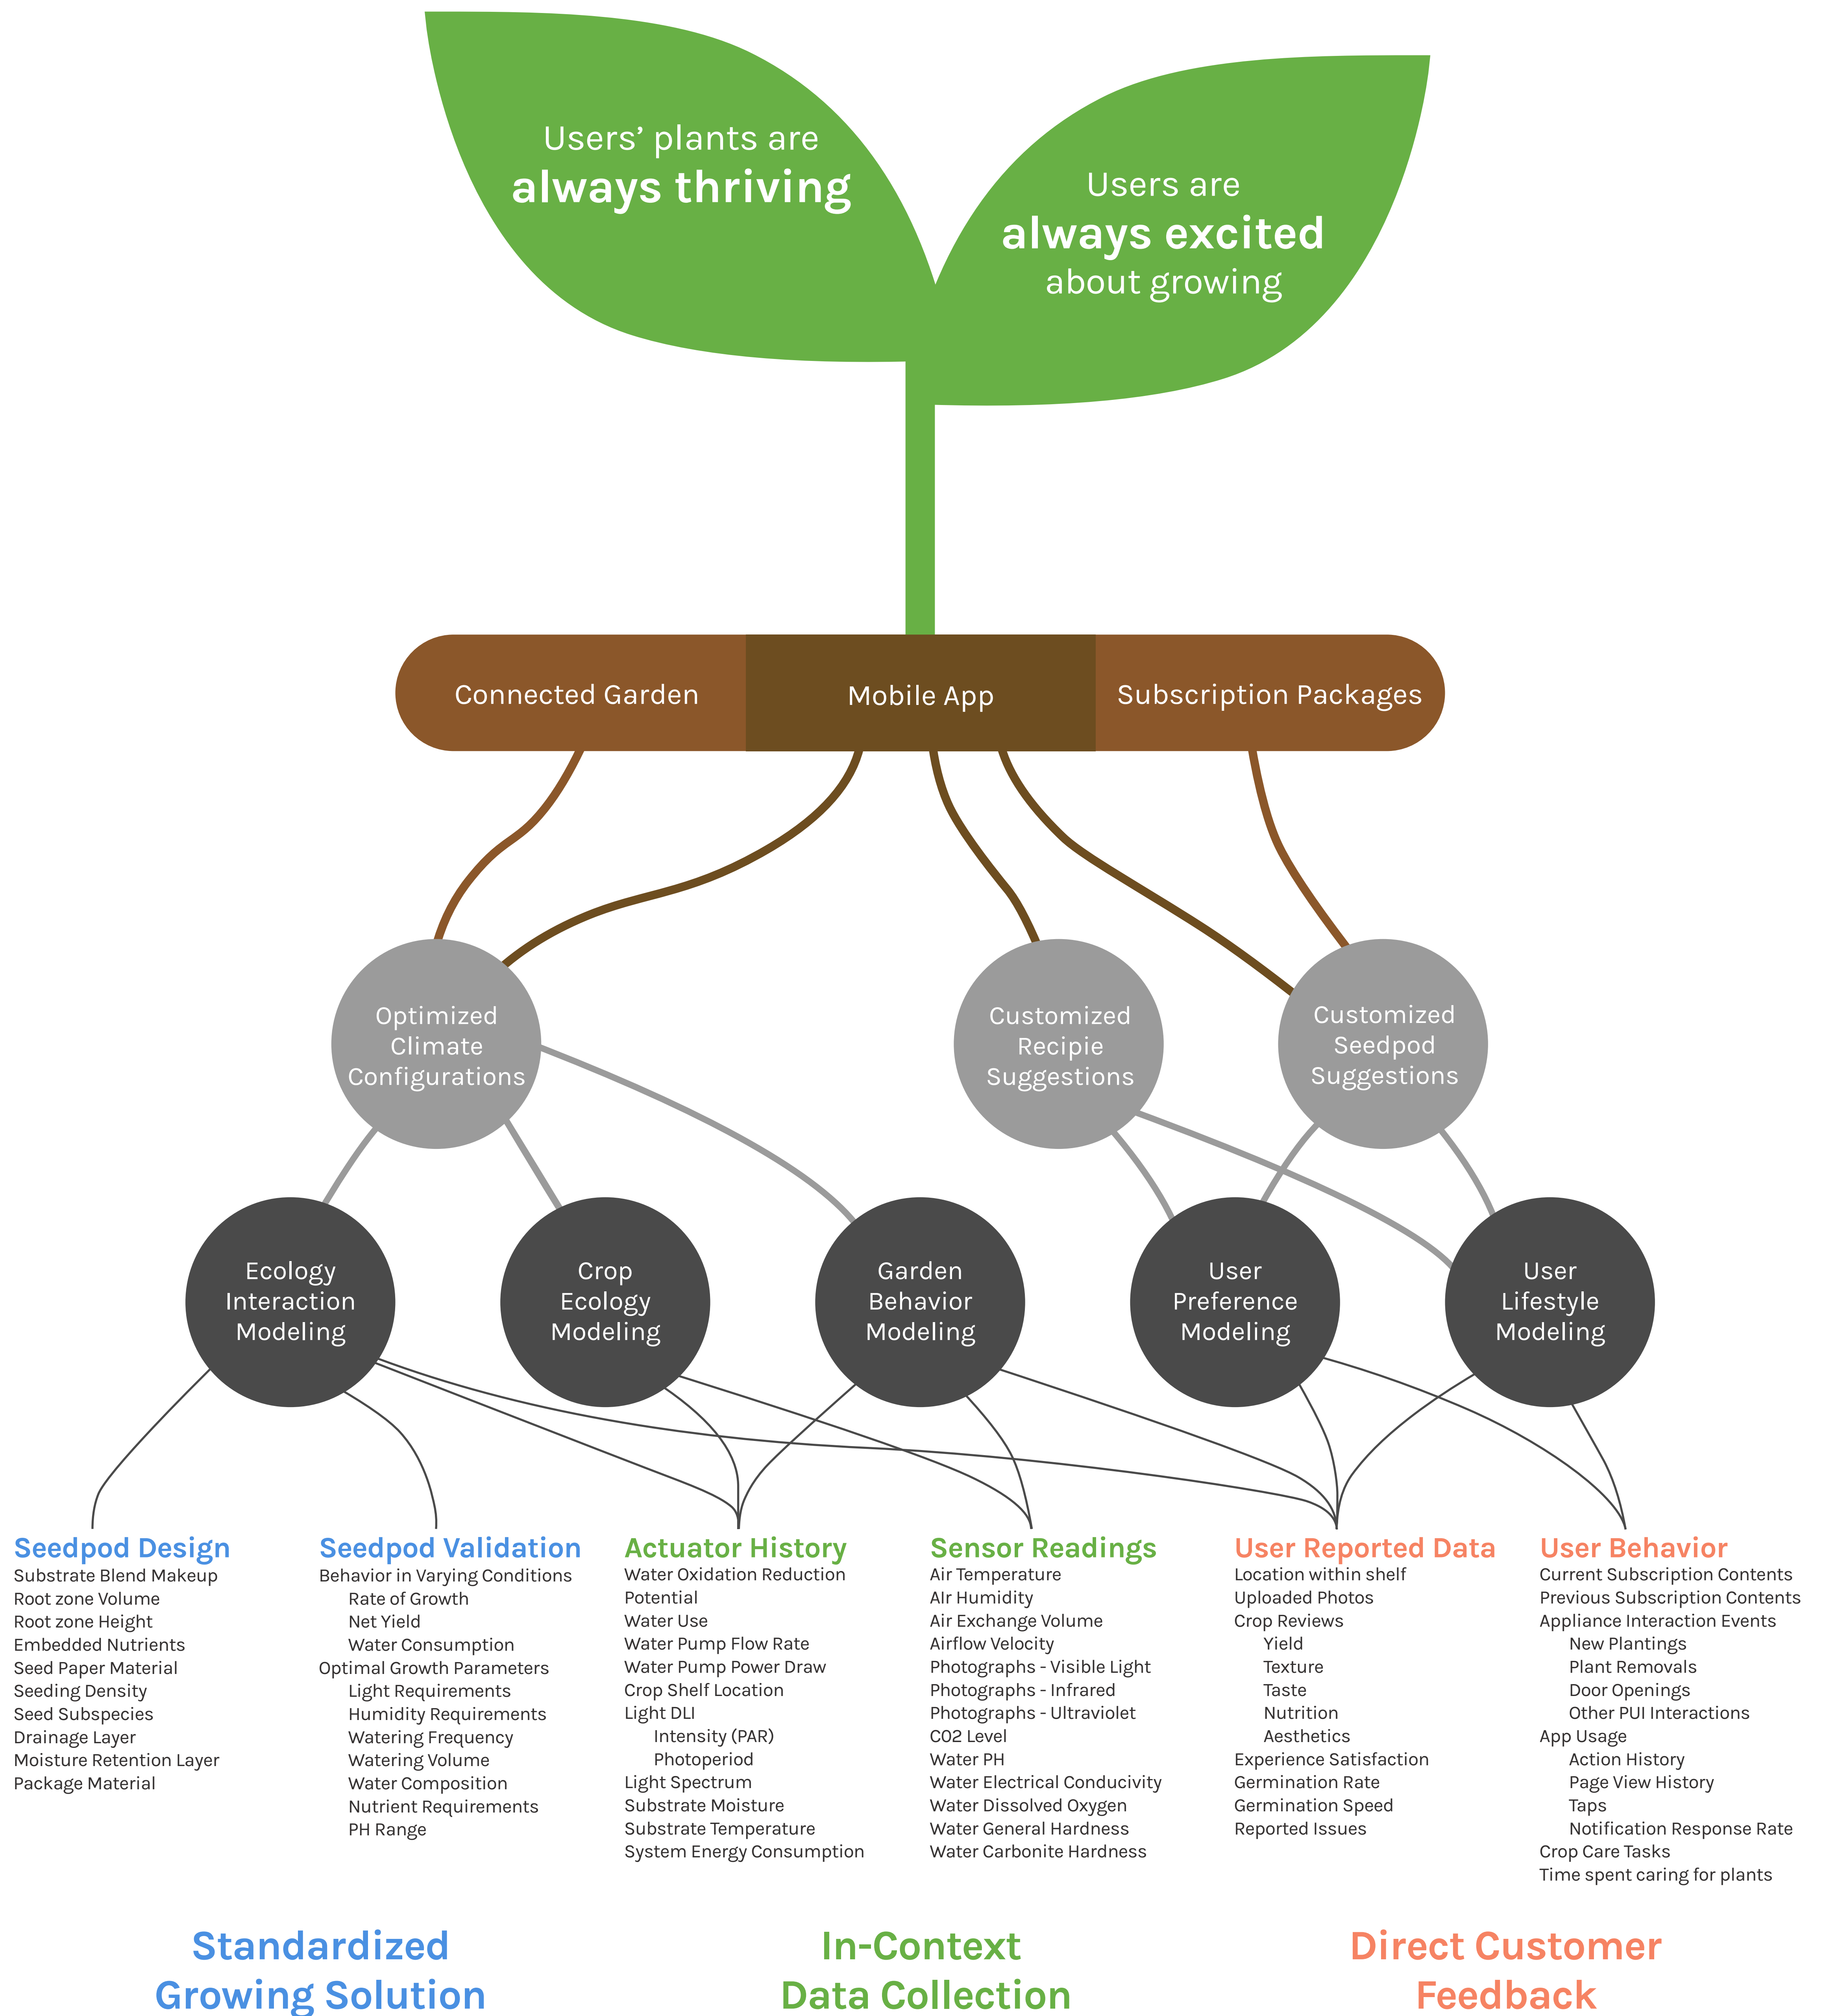 Users’ plants are
always thriving
Users are
always excited
about growing
Connected Garden
Mobile App
Subscription Packages
Optimized
Climate
Configurations
Customized
Recipie
Suggestions
Customized
Seedpod
Suggestions
Ecology
Interaction
Modeling
Crop
Ecology
Modeling
Garden
Behavior
Modeling
User
Preference
Modeling
User
Lifestyle
Modeling
Seedpod Design
Substrate Blend Makeup
Root zone Volume
Root zone Height
Embedded Nutrients
Seed Paper Material
Seeding Density
Seed Subspecies
Drainage Layer
Moisture Retention Layer
Package Material
Seedpod Validation
Behavior in Varying Conditions
Rate of Growth
Net Yield
Water Consumption
Optimal Growth Parameters
Light Requirements
Humidity Requirements
Watering Frequency
Watering Volume
Water Composition
Nutrient Requirements
PH Range
Actuator History
Water Oxidation Reduction
Potential
Water Use
Water Pump Flow Rate
Water Pump Power Draw
Crop Shelf Location
Light DLI
Intensity (PAR)
Photoperiod
Light Spectrum
Substrate Moisture
Substrate Temperature
System Energy Consumption
Sensor Readings
Air Temperature
AIr Humidity
Air Exchange Volume
Airflow Velocity
Photographs - Visible Light
Photographs - Infrared
Photographs - Ultraviolet
C02 Level
Water PH
Water Electrical Conducivity
Water Dissolved Oxygen
Water General Hardness
Water Carbonite Hardness
User Reported Data
Location within shelf
Uploaded Photos
Crop Reviews
Yield
Texture
Taste
Nutrition
Aesthetics
Experience Satisfaction
Germination Rate
Germination Speed
Reported Issues
User Behavior
Current Subscription Contents
Previous Subscription Contents
Appliance Interaction Events
New Plantings
Plant Removals
Door Openings
Other PUI Interactions
App Usage
Action History
Page View History
Taps
Notification Response Rate
Crop Care Tasks
Time spent caring for plants
Standardized
Growing Solution
In-Context
Data Collection
Direct Customer
Feedback